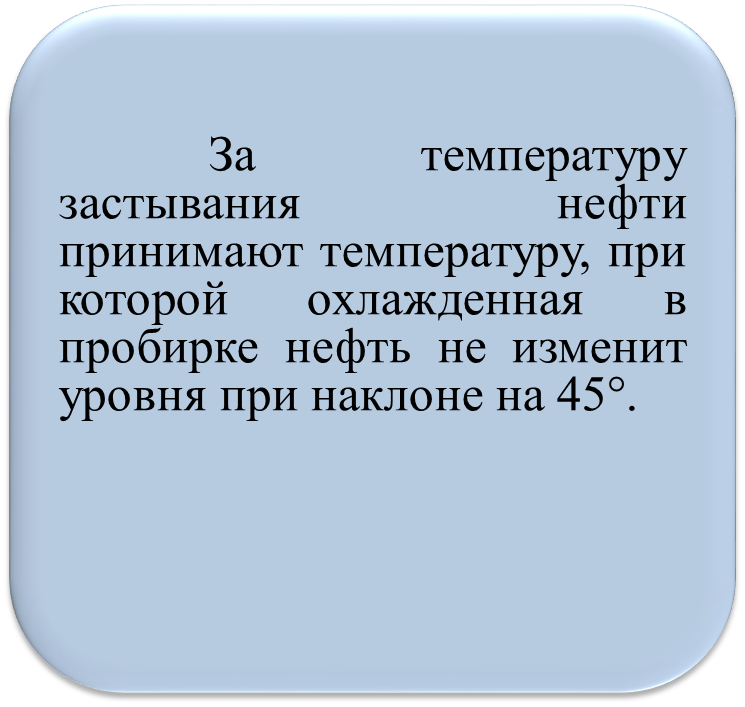 За температуру
застывания нефти
принимают температуру, при
которой охлажденная в
пробирке нефть не изменит
уровня при наклоне на 45°.